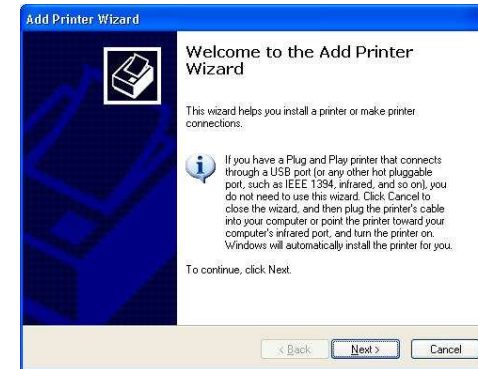 Add Printer Wizard
Welcome to the Add Printer
Wizard
This wizard helps you install a printer or make printer
connections.
If you have a Plug and Play printer that connects
through a USB port (or any other hot pluggable
port, such as IEEE 1394, infrared, and so on), you
do not need to use this wizard. Click Cancel to
close the wizard, and then plug the printer's cable
into your computer or point the printer toward your
computer's infrared port, and turn the printer on.
Windows will automatically install the printer for you.
To continue, click Next.
< Back Next > Cancel